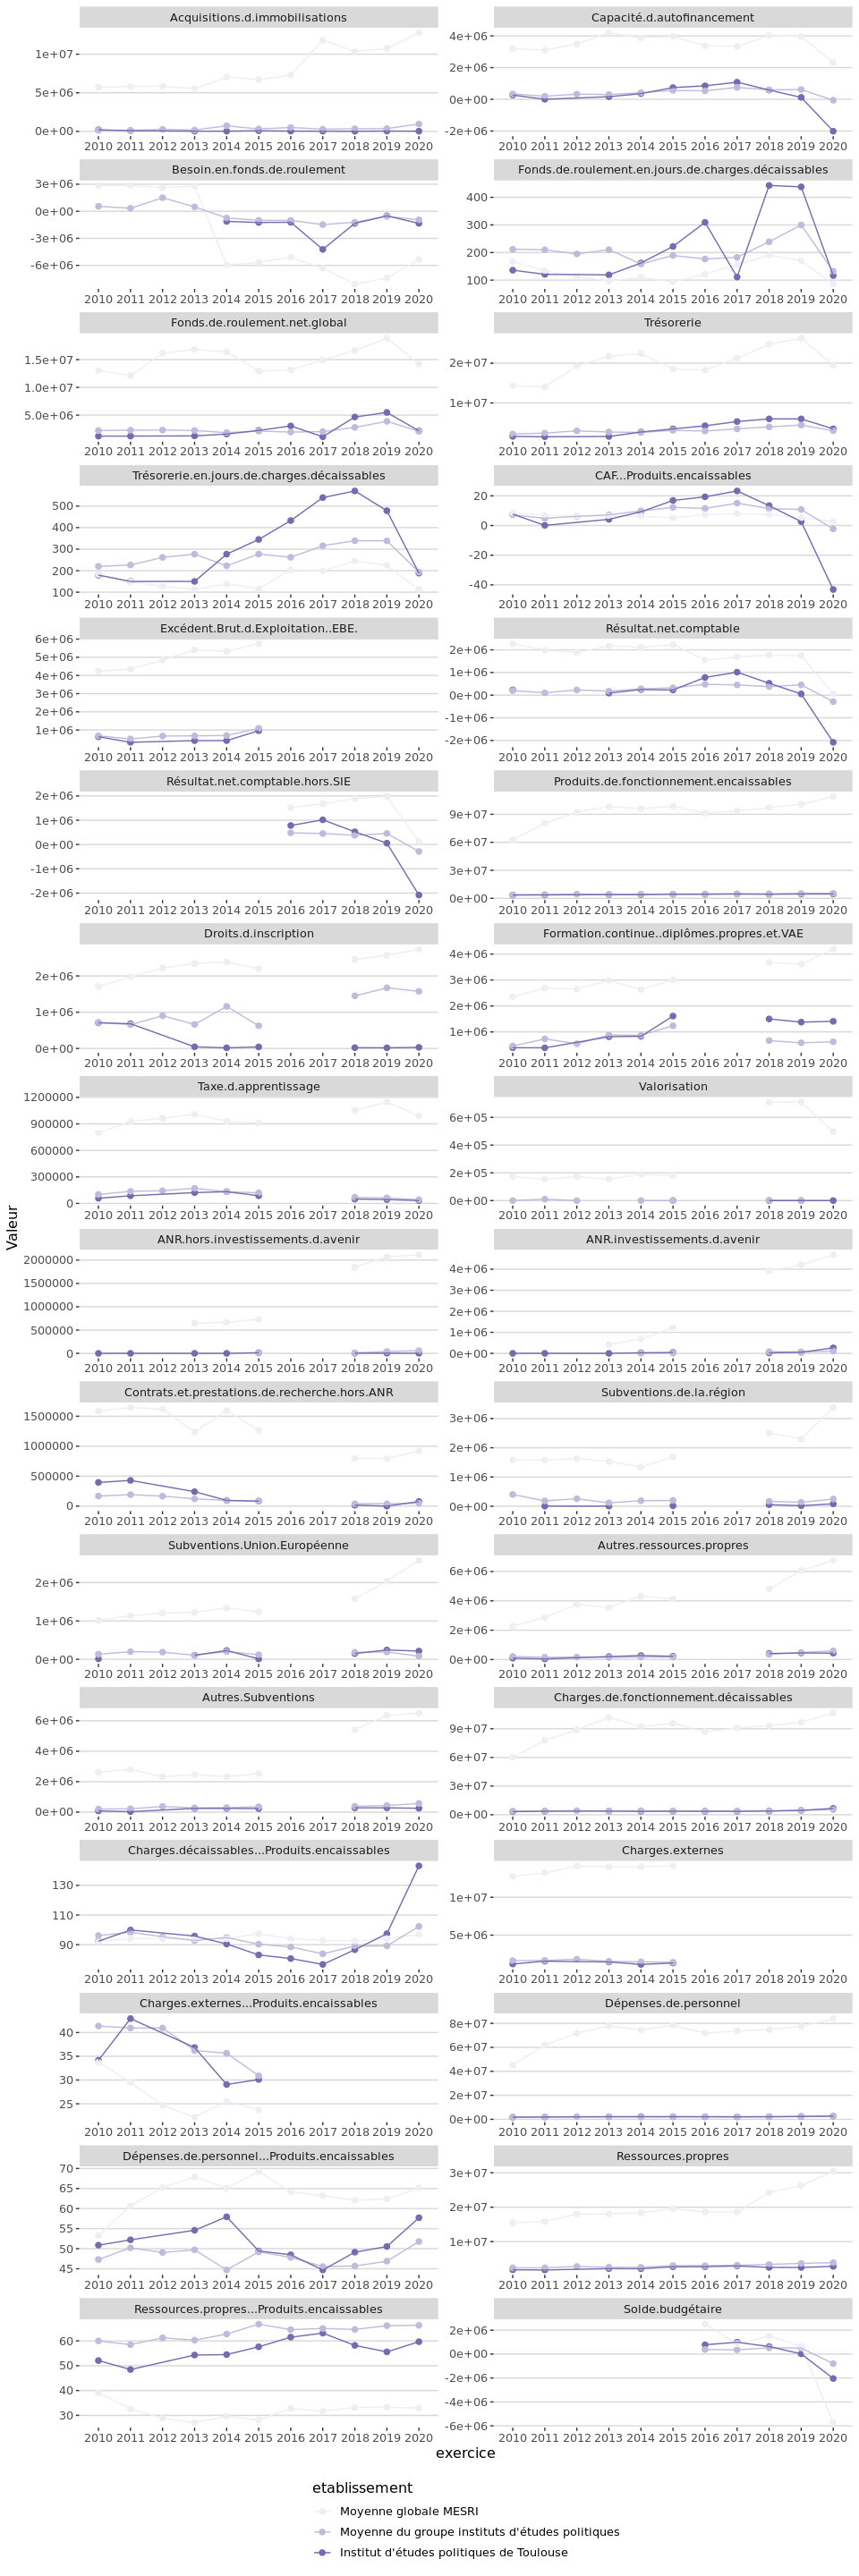 Acquisitions.d.immobilisations
Capacité.d.autofinancement
1e+07
5e+06
0e+00
4e+06
2e+06
0e+00
-2e+06
2010 2011 2012 2013 2014 2015 2016 2017 2018 2019 2020
2010 2011 2012 2013 2014 2015 2016 2017 2018 2019 2020
Besoin.en.fonds.de.roulement
Fonds.de.roulement.en.jours.de.charges.décaissables
3e+06
0e+00
-3e+06
-6e+06
400
300
200
100
2010 2011 2012 2013 2014 2015 2016 2017 2018 2019 2020
2010 2011 2012 2013 2014 2015 2016 2017 2018 2019 2020
Fonds.de.roulement.net.global
Trésorerie
1.5e+07
1.0e+07
5.0e+06
2e+07
1e+07
2010 2011 2012 2013 2014 2015 2016 2017 2018 2019 2020
2010 2011 2012 2013 2014 2015 2016 2017 2018 2019 2020
Trésorerie.en.jours.de.charges.décaissables
CAF...Produits.encaissables
500
400
300
200
100
20
0
-20
-40
2010 2011 2012 2013 2014 2015 2016 2017 2018 2019 2020
2010 2011 2012 2013 2014 2015 2016 2017 2018 2019 2020
Excédent.Brut.d.Exploitation..EBE.
Résultat.net.comptable
6e+06
5e+06
4e+06
3e+06
2e+06
1e+06
2e+06
1e+06
0e+00
-1e+06
-2e+06
2010 2011 2012 2013 2014 2015 2016 2017 2018 2019 2020
2010 2011 2012 2013 2014 2015 2016 2017 2018 2019 2020
Résultat.net.comptable.hors.SIE
Produits.de.fonctionnement.encaissables
2e+06
1e+06
0e+00
-1e+06
-2e+06
9e+07
6e+07
3e+07
0e+00
2010 2011 2012 2013 2014 2015 2016 2017 2018 2019 2020
2010 2011 2012 2013 2014 2015 2016 2017 2018 2019 2020
Droits.d.inscription
Formation.continue..diplômes.propres.et.VAE
2e+06
1e+06
0e+00
4e+06
3e+06
2e+06
1e+06
2010 2011 2012 2013 2014 2015 2016 2017 2018 2019 2020
2010 2011 2012 2013 2014 2015 2016 2017 2018 2019 2020
Taxe.d.apprentissage
Valorisation
1200000
900000
600000
300000
0
6e+05
4e+05
2e+05
0e+00
2010 2011 2012 2013 2014 2015 2016 2017 2018 2019 2020
2010 2011 2012 2013 2014 2015 2016 2017 2018 2019 2020
Valeur
ANR.hors.investissements.d.avenir
ANR.investissements.d.avenir
2000000
1500000
1000000
500000
0
4e+06
3e+06
2e+06
1e+06
0e+00
2010 2011 2012 2013 2014 2015 2016 2017 2018 2019 2020
2010 2011 2012 2013 2014 2015 2016 2017 2018 2019 2020
Contrats.et.prestations.de.recherche.hors.ANR
Subventions.de.la.région
1500000
1000000
500000
0
3e+06
2e+06
1e+06
0e+00
2010 2011 2012 2013 2014 2015 2016 2017 2018 2019 2020
2010 2011 2012 2013 2014 2015 2016 2017 2018 2019 2020
Subventions.Union.Européenne
Autres.ressources.propres
2e+06
1e+06
0e+00
6e+06
4e+06
2e+06
0e+00
2010 2011 2012 2013 2014 2015 2016 2017 2018 2019 2020
2010 2011 2012 2013 2014 2015 2016 2017 2018 2019 2020
Autres.Subventions
Charges.de.fonctionnement.décaissables
6e+06
4e+06
2e+06
0e+00
9e+07
6e+07
3e+07
0e+00
2010 2011 2012 2013 2014 2015 2016 2017 2018 2019 2020
2010 2011 2012 2013 2014 2015 2016 2017 2018 2019 2020
Charges.décaissables...Produits.encaissables
Charges.externes
130
110
90
1e+07
5e+06
2010 2011 2012 2013 2014 2015 2016 2017 2018 2019 2020
2010 2011 2012 2013 2014 2015 2016 2017 2018 2019 2020
Charges.externes...Produits.encaissables
Dépenses.de.personnel
40
35
30
25
8e+07
6e+07
4e+07
2e+07
0e+00
2010 2011 2012 2013 2014 2015 2016 2017 2018 2019 2020
2010 2011 2012 2013 2014 2015 2016 2017 2018 2019 2020
Dépenses.de.personnel...Produits.encaissables
Ressources.propres
70
65
60
55
50
45
3e+07
2e+07
1e+07
2010 2011 2012 2013 2014 2015 2016 2017 2018 2019 2020
2010 2011 2012 2013 2014 2015 2016 2017 2018 2019 2020
Ressources.propres...Produits.encaissables
Solde.budgétaire
60
50
40
30
2e+06
0e+00
-2e+06
-4e+06
-6e+06
2010 2011 2012 2013 2014 2015 2016 2017 2018 2019 2020
2010 2011 2012 2013 2014 2015 2016 2017 2018 2019 2020
exercice
etablissement
Moyenne globale MESRI
Moyenne du groupe instituts d'études politiques
Institut d'études politiques de Toulouse